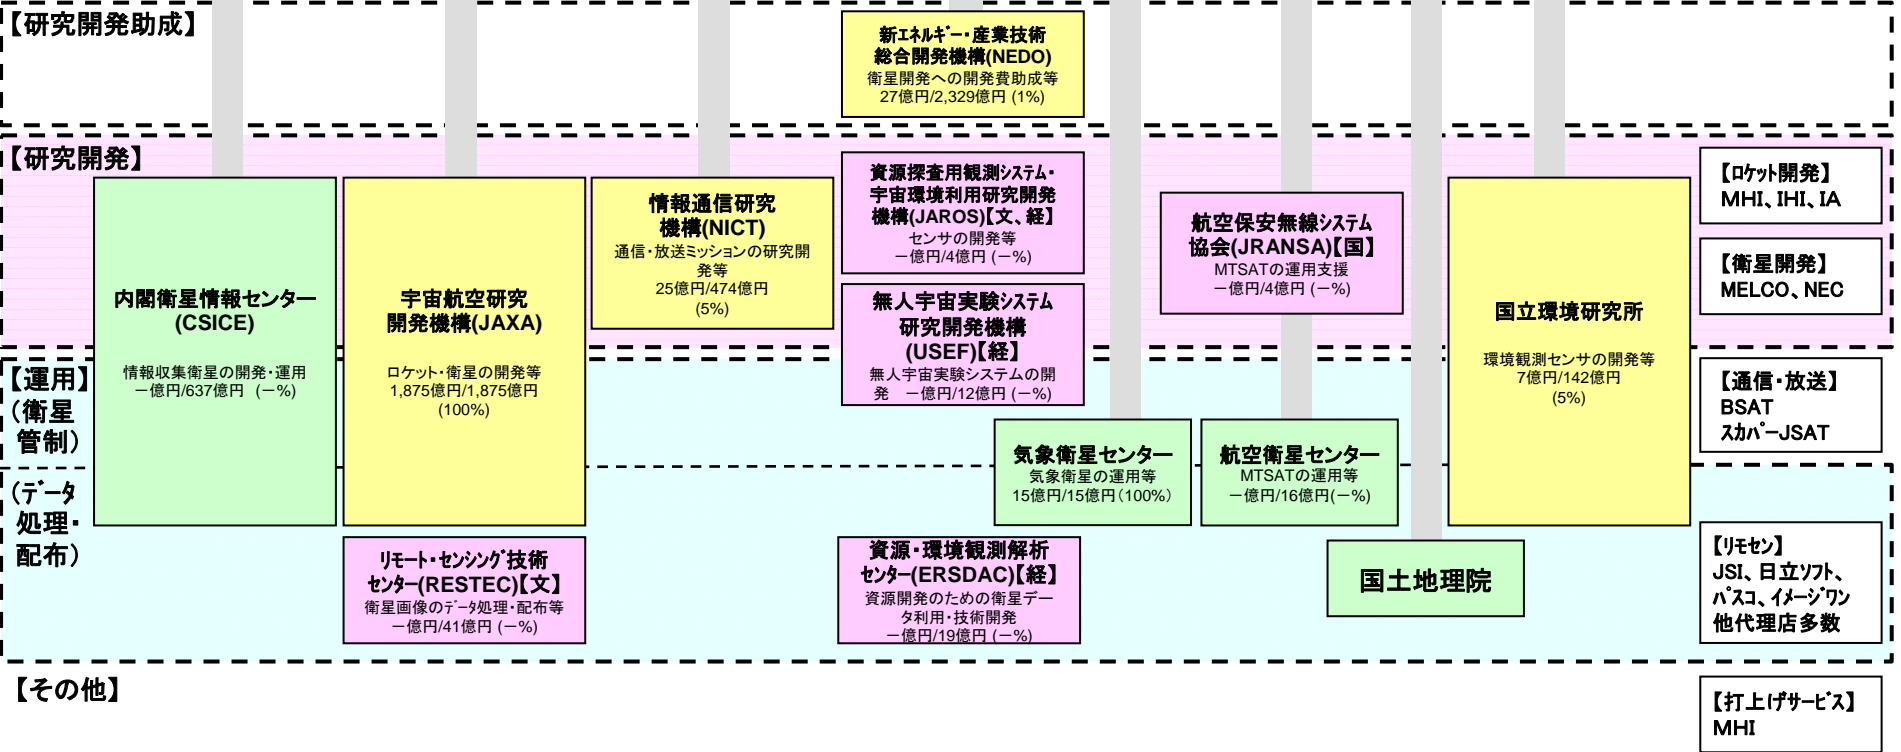 【研究開発助成】
新エネルギー・産業技術
総合開発機構(NEDO)
衛星開発への開発費助成等
27億円/2,329億円 (1%)
【研究開発】
内閣衛星情報センター
(CSICE)
情報収集衛星の開発・運用
－億円/637億円 (－%)
宇宙航空研究
開発機構(JAXA)
ロケット・衛星の開発等
1,875億円/1,875億円
(100%)
情報通信研究
機構(NICT)
通信・放送ミッションの研究開
発等
25億円/474億円
(5%)
資源探査用観測システム・
宇宙環境利用研究開発
機構(JAROS)【文、経】
センサの開発等
－億円/4億円 (－%)
無人宇宙実験システム
研究開発機構
(USEF)【経】
無人宇宙実験システムの開
発 －億円/12億円 (－%)
航空保安無線システム
協会(JRANSA)【国】
MTSATの運用支援
－億円/4億円 (－%)
国立環境研究所
環境観測センサの開発等
7億円/142億円
(5%)
【ロケット開発】
MHI、IHI、IA
【衛星開発】
MELCO、NEC
【運用】
（衛星
管制）
気象衛星センター
気象衛星の運用等
15億円/15億円（100%）
航空衛星センター
MTSATの運用等
－億円/16億円(－%)
【通信・放送】
BSAT
スカパーJSAT
（データ
処理・
配布）
リモート・センシング技術
センター(RESTEC)【文】
衛星画像のデータ処理・配布等
－億円/41億円 (－%)
資源・環境観測解析
センター(ERSDAC)【経】
資源開発のための衛星デー
タ利用・技術開発
－億円/19億円 (－%)
国土地理院
【リモセン】
JSI、日立ソフト、
パスコ、イメージワン
他代理店多数
【その他】
【打上げサービス】
MHI